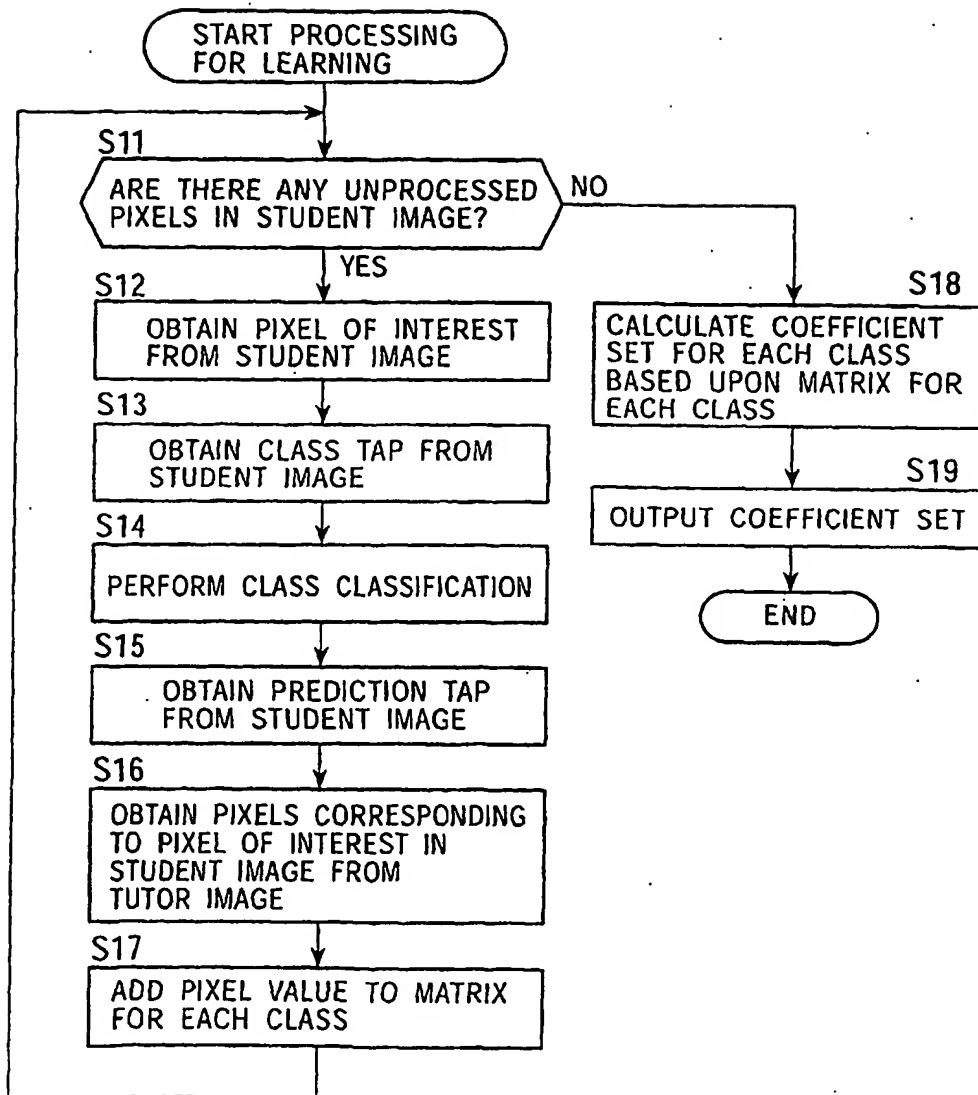 START PROCESSING
FOR LEARNING
S11
ARE THERE ANY UNPROCESSED
PIXELS IN STUDENT IMAGE?
NO
YES
S12
OBTAIN PIXEL OF INTEREST
FROM STUDENT IMAGE
S13
OBTAIN CLASS TAP FROM
STUDENT IMAGE
S14
PERFORM CLASS CLASSIFICATION
S15
OBTAIN PREDICTION TAP
FROM STUDENT IMAGE
S16
OBTAIN PIXELS CORRESPONDING
TO PIXEL OF INTEREST IN
STUDENT IMAGE FROM
TUTOR IMAGE
S17
ADD PIXEL VALUE TO MATRIX
FOR EACH CLASS
S18
CALCULATE COEFFICIENT
SET FOR EACH CLASS
BASED UPON MATRIX FOR
EACH CLASS
S19
OUTPUT COEFFICIENT SET
END